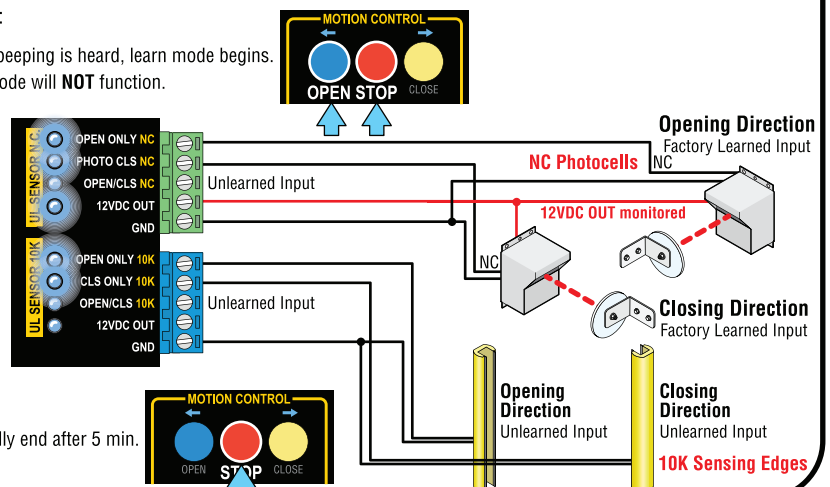 :
MOTION CONTROL
beeping is heard, learn mode begins.
ode will NOT function.
OPEN STOP CLOSE
UL SENSOR N.C.
OPEN ONLY NC
PHOTO CLS NC
OPEN/CLS NC
12VDC OUT
GND
Unlearned Input
NC Photocells
NC
Opening Direction
Factory Learned Input
12VDC OUT monitored
NC
UL SENSOR 10K
OPEN ONLY 10K
CLS ONLY 10K
OPEN/CLS 10K
12VDC OUT
GND
Unlearned Input
Closing Direction
Factory Learned Input
Opening
Direction
Unlearned Input
Closing
Direction
Unlearned Input
10K Sensing Edges
MOTION CONTROL
lly end after 5 min.
OPEN STOP CLOSE